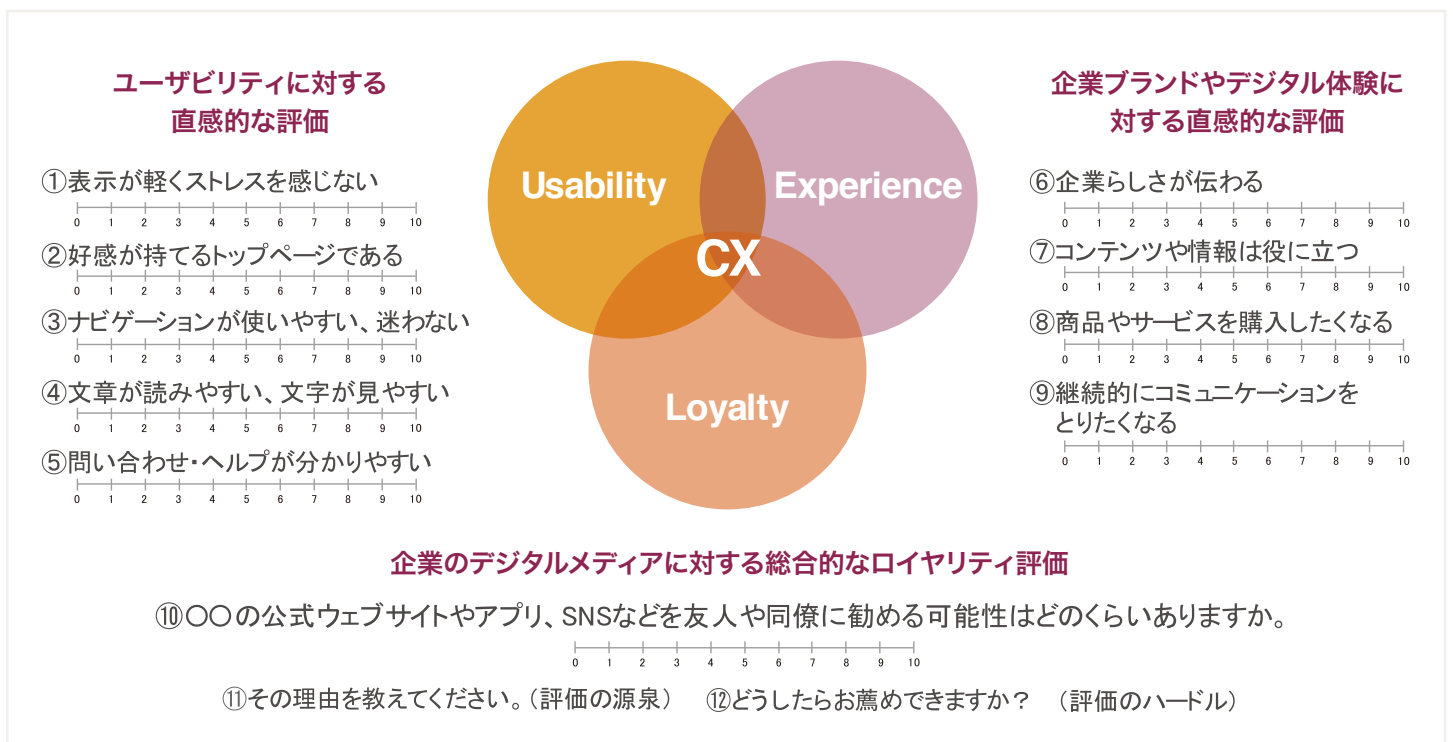 ユーザビリティに対する
直感的な評価
①表示が軽くストレスを感じない
0 1 2 3 4 5 6 7 8 9 10
②好感が持てるトップページである
0 1 2 3 4 5 6 7 8 9 10
③ナビゲーションが使いやすい、迷わない
0 1 2 3 4 5 6 7 8 9 10
④文章が読みやすい、文字が見やすい
0 1 2 3 4 5 6 7 8 9 10
⑤問い合わせ・ヘルプが分かりやすい
0 1 2 3 4 5 6 7 8 9 10
Usability
Experience
CX
Loyalty
企業ブランドやデジタル体験に
対する直感的な評価
⑥企業らしさが伝わる
0 1 2 3 4 5 6 7 8 9 10
⑦コンテンツや情報は役に立つ
0 1 2 3 4 5 6 7 8 9 10
⑧商品やサービスを購入したくなる
0 1 2 3 4 5 6 7 8 9 10
⑨継続的にコミュニケーションを
とりたくなる
0 1 2 3 4 5 6 7 8 9 10
企業のデジタルメディアに対する総合的なロイヤリティ評価
⑩〇〇の公式ウェブサイトやアプリ、SNSなどを友人や同僚に勧める可能性はどのくらいありますか。
0 1 2 3 4 5 6 7 8 9 10
⑪その理由を教えてください。（評価の源泉） ⑫どうしたらお薦めできますか？ （評価のハードル）